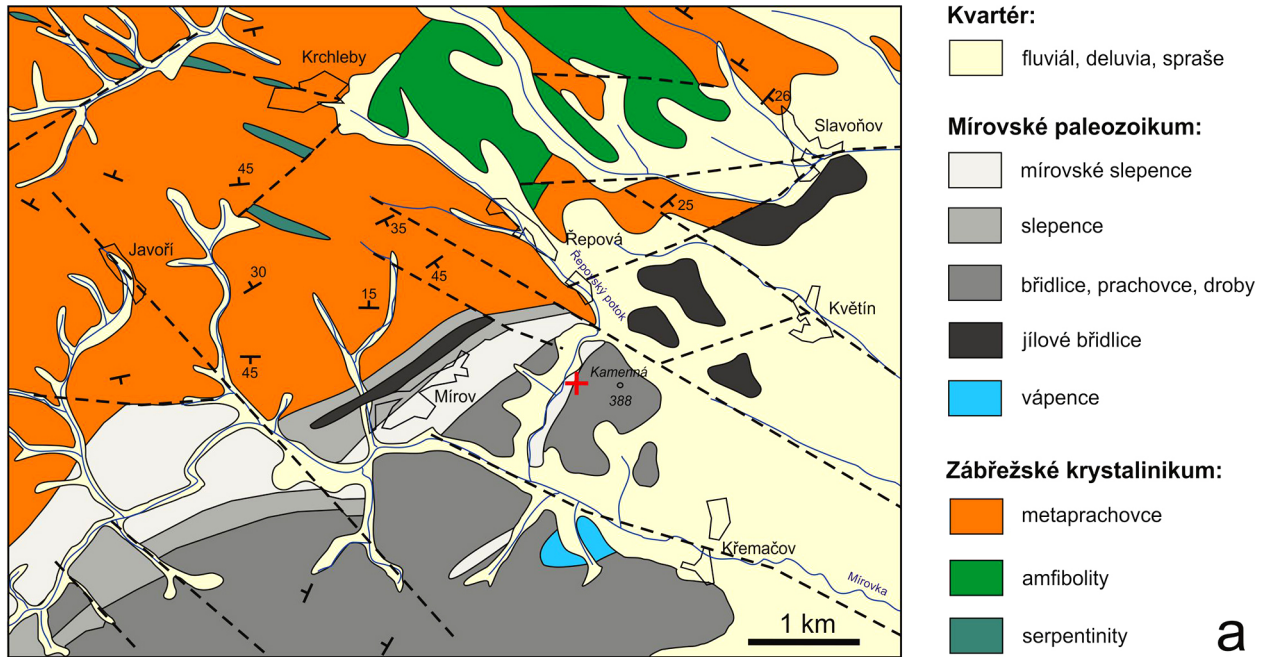 Krchleby
26
Slavoňov
45
25
35
Javoří
Řepová
45
30
Řepovský potok
15
Květín
Kamenná
45
Mírov
388
Křemačov
Mírovka
1 km
Kvartér:
fluviál, deluvia, spraše
Mírovské paleozoikum:
mírovské slepence
slepence
břidlice, prachovce, droby
jílové břidlice
vápence
Zábřežské krystalinikum:
metaprachovce
amfibolity
serpentinity
a